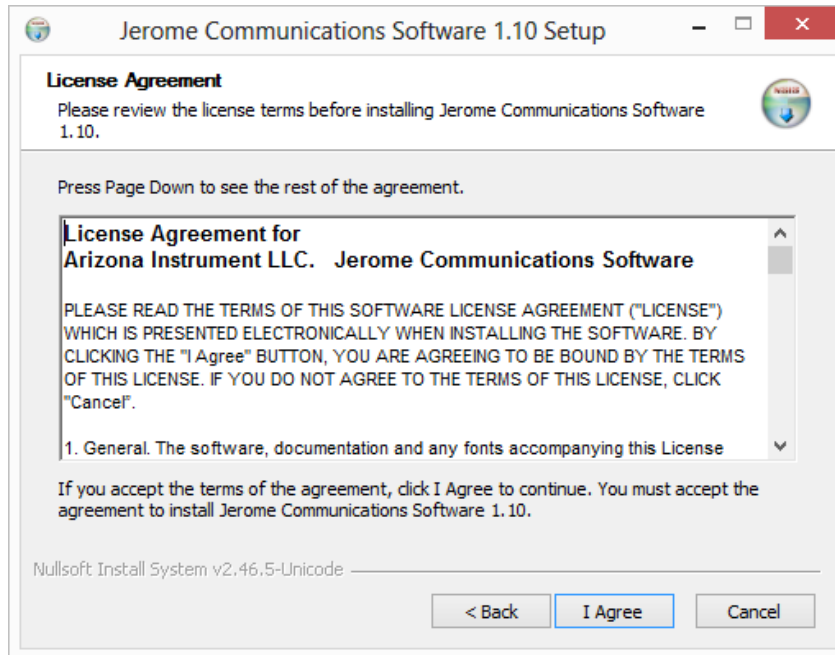 Jerome Communications Software 1.10 Setup
License Agreement
Please review the license terms before installing Jerome Communications Software
1.10.
Press Page Down to see the rest of the agreement.
License Agreement for
Arizona Instrument LLC.   Jerome Communications Software
PLEASE READ THE TERMS OF THIS SOFTWARE LICENSE AGREEMENT ("LICENSE")
WHICH IS PRESENTED ELECTRONICALLY WHEN INSTALLING THE SOFTWARE. BY
CLICKING THE "I Agree" BUTTON, YOU ARE AGREEING TO BE BOUND BY THE TERMS
OF THIS LICENSE. IF YOU DO NOT AGREE TO THE TERMS OF THIS LICENSE, CLICK
"Cancel".
1. General. The software, documentation and any fonts accompanying this License
If you accept the terms of the agreement, click I Agree to continue. You must accept the
agreement to install Jerome Communications Software 1.10.
Nullsoft Install System v2.46.5-Unicode
< Back
I Agree
Cancel